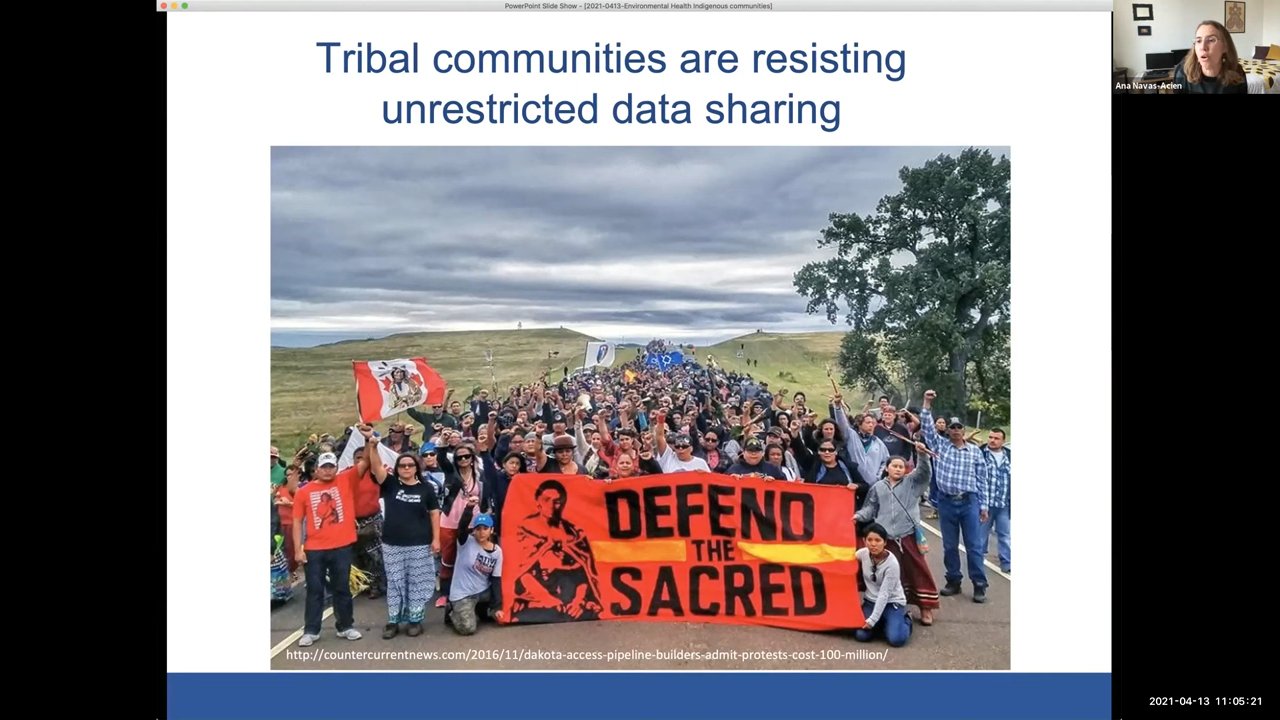 PowerPoint Slide Show - [2021-0413-Environmental Health Indigenous communities]
Tribal communities are resisting
unrestricted data sharing
Ana Navas-Acien
DEFEND
THE
SACRED
http://countercurrentnews.com/2016/11/dakota-access-pipeline-builders-admit-protests-cost-100-million/
2021-04-13 11:05:21